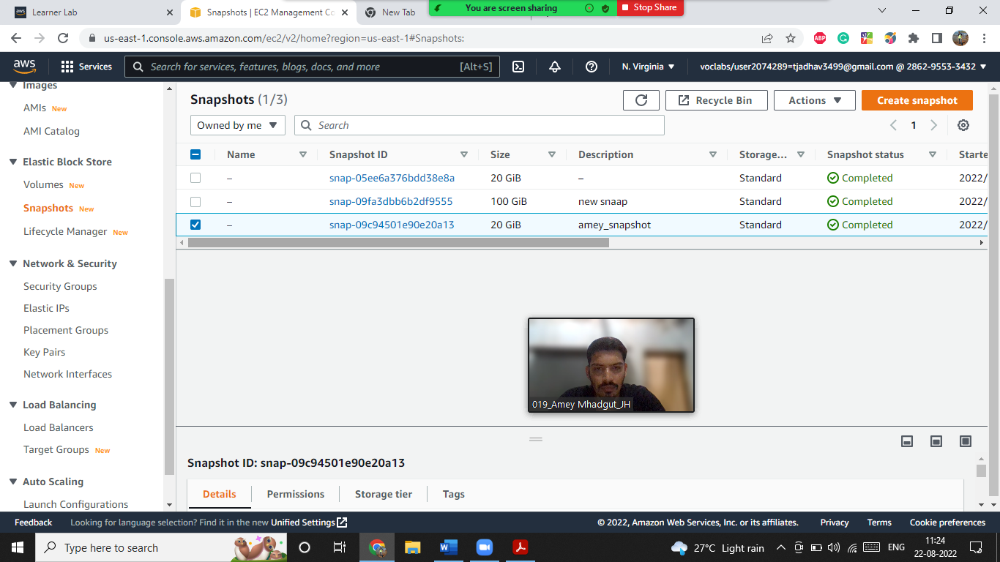 Learner Lab
Snapshots | EC2 Management Co
New Tab
You are screen sharing
Stop Share
us-east-1.console.aws.amazon.com/ec2/v2/home?region=us-east-1#Snapshots:
ABP
aws
Services
Search for services, features, blogs, docs, and more
[Alt+S]
N. Virginia
voclabs/user2074289=tjadhav3499@gmail.com @ 2862-9553-3432
Images
AMIs New
AMI Catalog
Elastic Block Store
Volumes New
Snapshots New
Lifecycle Manager New
Network & Security
Security Groups
Elastic IPs
Placement Groups
Key Pairs
Network Interfaces
Load Balancing
Load Balancers
Target Groups New
Auto Scaling
Launch Configurations
Snapshots (1/3)
Recycle Bin
Actions
Create snapshot
Owned by me
Search
1
Name Snapshot ID Size Description Storage... Snapshot status Starte
– snap-05ee6a376bdd38e8a 20 GiB – Standard Completed 2022/
– snap-09fa3dbb6b2df9555 100 GiB new snaap Standard Completed 2022/
– snap-09c94501e90e20a13 20 GiB amey_snapshot Standard Completed 2022/
019_Amey Mhadgut_JH
Snapshot ID: snap-09c94501e90e20a13
Details Permissions Storage tier Tags
Feedback Looking for language selection? Find it in the new Unified Settings
© 2022, Amazon Web Services, Inc. or its affiliates. Privacy Terms Cookie preferences
Type here to search
27°C Light rain
ENG
11:24
22-08-2022